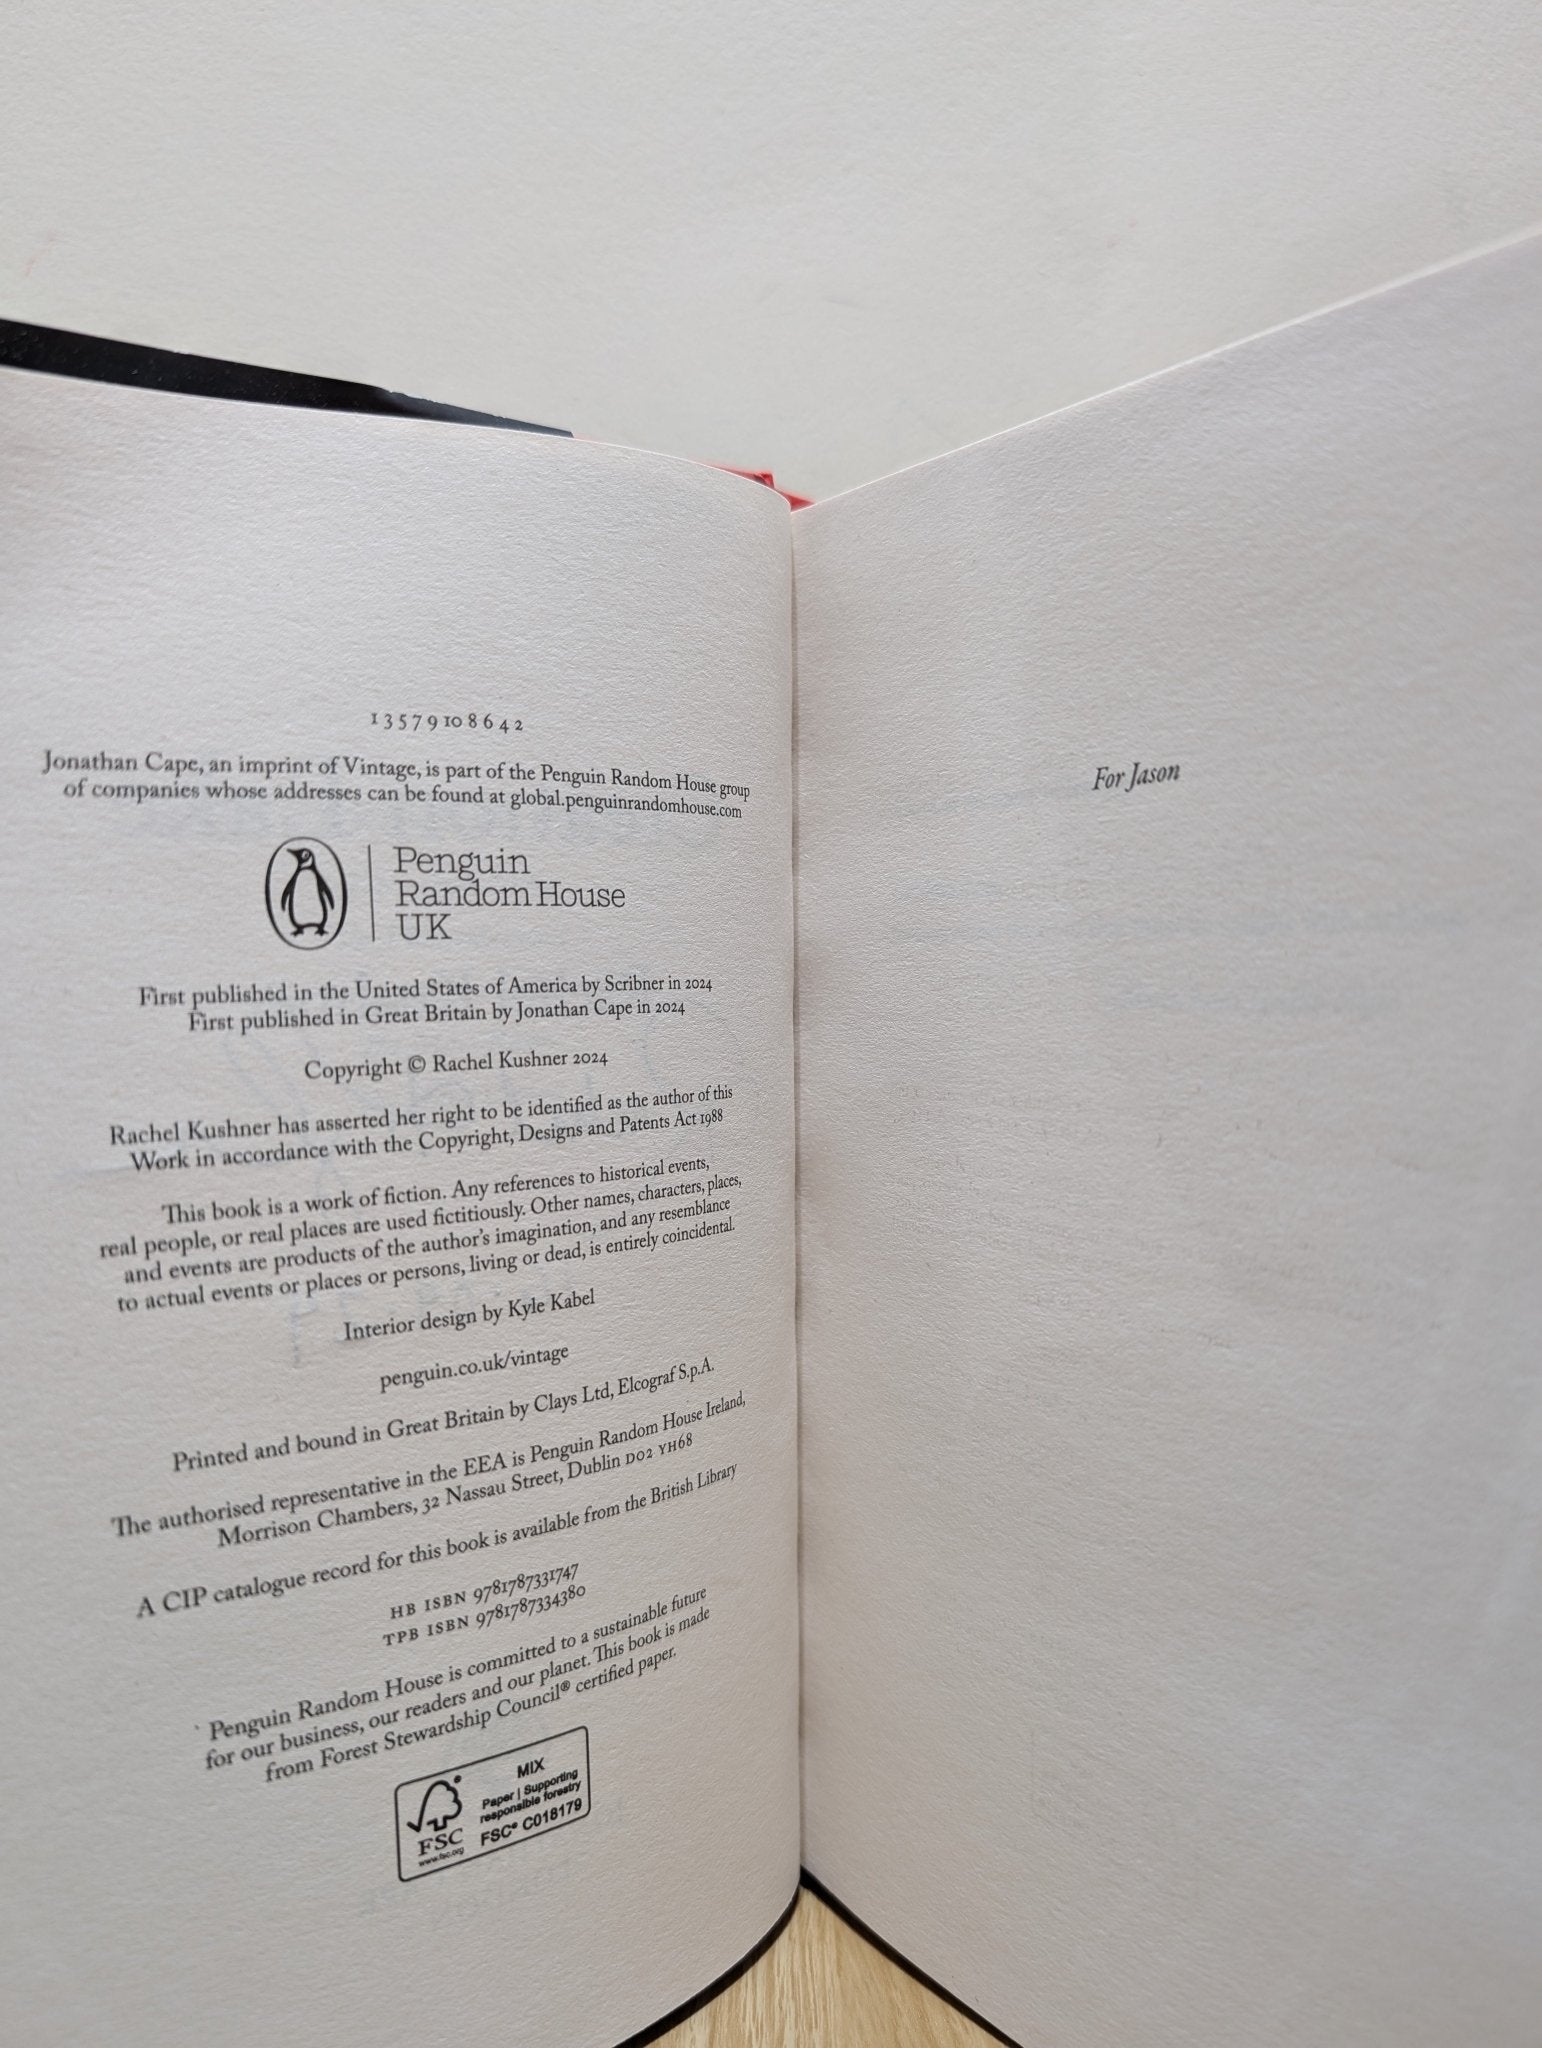 1 3 5 7 9 10 8 6 4 2
Jonathan Cape, an imprint of Vintage, is part of the Penguin Random House group
of companies whose addresses can be found at global.penguinrandomhouse.com
Penguin
Random House
UK
First published in the United States of America by Scribner in 2024
First published in Great Britain by Jonathan Cape in 2024
Copyright © Rachel Kushner 2024
Rachel Kushner has asserted her right to be identified as the author of this
Work in accordance with the Copyright, Designs and Patents Act 1988
This book is a work of fiction. Any references to historical events,
real people, or real places are used fictitiously. Other names, characters, places,
and events are products of the author's imagination, and any resemblance
to actual events or places or persons, living or dead, is entirely coincidental.
Interior design by Kyle Kabel
penguin.co.uk/vintage
Printed and bound in Great Britain by Clays Ltd, Elcograf S.p.A.
The authorised representative in the EEA is Penguin Random House Ireland,
Morrison Chambers, 32 Nassau Street, Dublin D02 YH68
A CIP catalogue record for this book is available from the British Library
HB ISBN 9781787331747
TPB ISBN 9781787334380
Penguin Random House is committed to a sustainable future
for our business, our readers and our planet. This book is made
from Forest Stewardship Council® certified paper.
FSC
www.fsc.org
MIX
Paper | Supporting
responsible forestry
FSC® C018179
For Jason